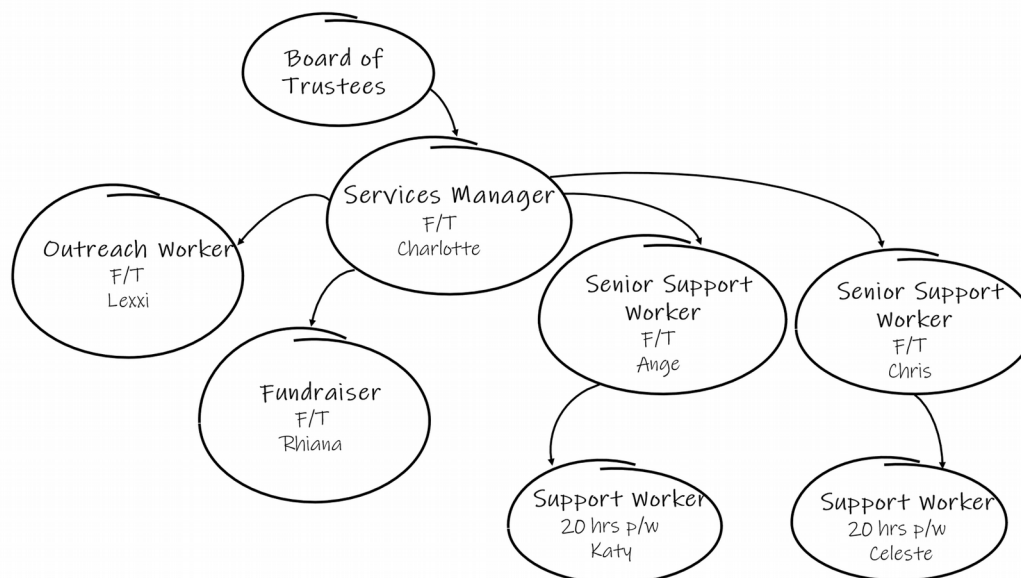 Board of
Trustees
Services Manager
F/T
Charlotte
Outreach Worker
F/T
Lexxi
Fundraiser
F/T
Rhiana
Senior Support
Worker
F/T
Ange
Senior Support
Worker
F/T
Chris
Support Worker
20 hrs p/w
Katy
Support Worker
20 hrs p/w
Celeste